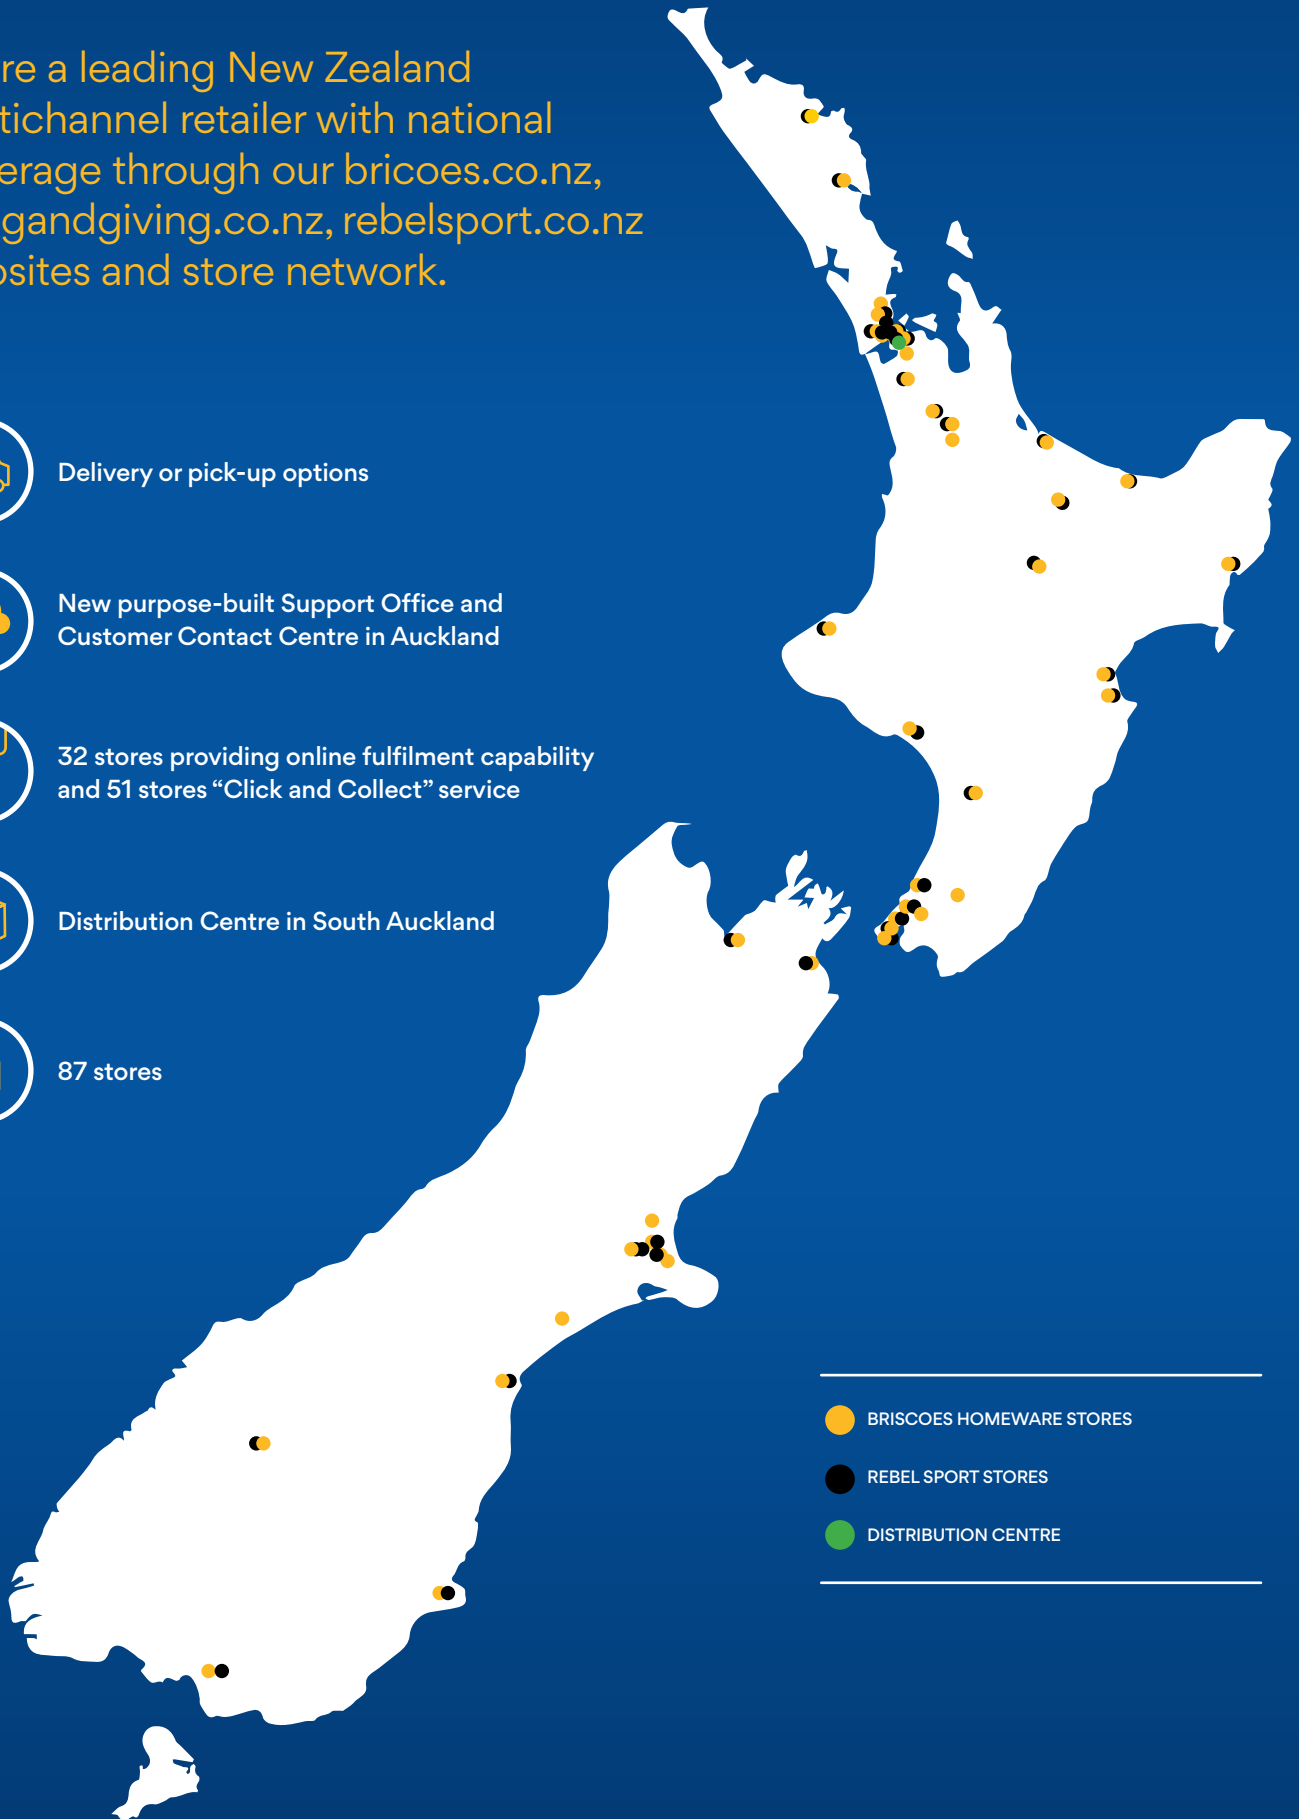 re a leading New Zealand
tichannel retailer with national
erage through our bricoes.co.nz,
gandgiving.co.nz, rebelsport.co.nz
sites and store network.
Delivery or pick-up options
New purpose-built Support Office and
Customer Contact Centre in Auckland
32 stores providing online fulfilment capability
and 51 stores “Click and Collect” service
Distribution Centre in South Auckland
87 stores
BRISCOES HOMEWARE STORES
REBEL SPORT STORES
DISTRIBUTION CENTRE